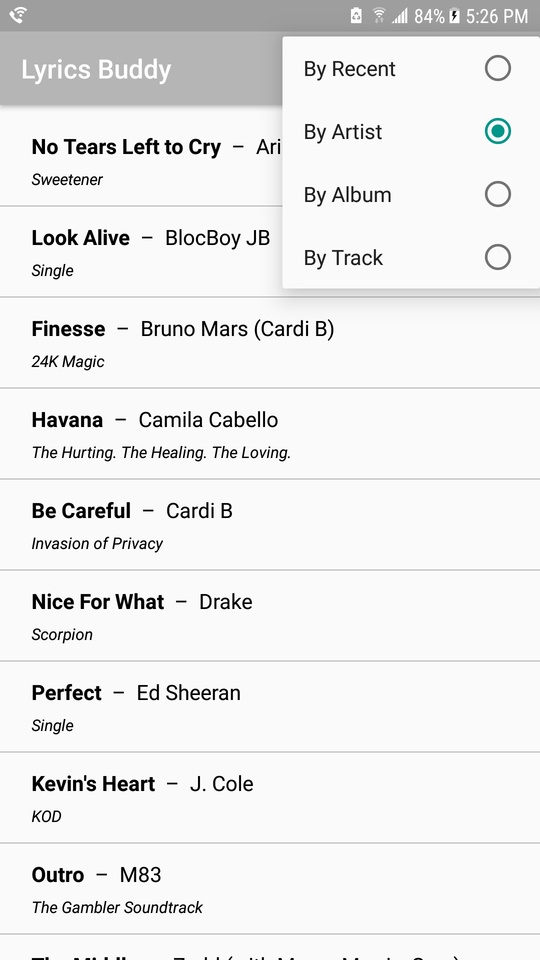 84% 5:26 PM
Lyrics Buddy
By Recent
By Artist
By Album
By Track
No Tears Left to Cry – Ari
Sweetener
Look Alive – BlocBoy JB
Single
Finesse – Bruno Mars (Cardi B)
24K Magic
Havana – Camila Cabello
The Hurting. The Healing. The Loving.
Be Careful – Cardi B
Invasion of Privacy
Nice For What – Drake
Scorpion
Perfect – Ed Sheeran
Single
Kevin's Heart – J. Cole
KOD
Outro – M83
The Gambler Soundtrack